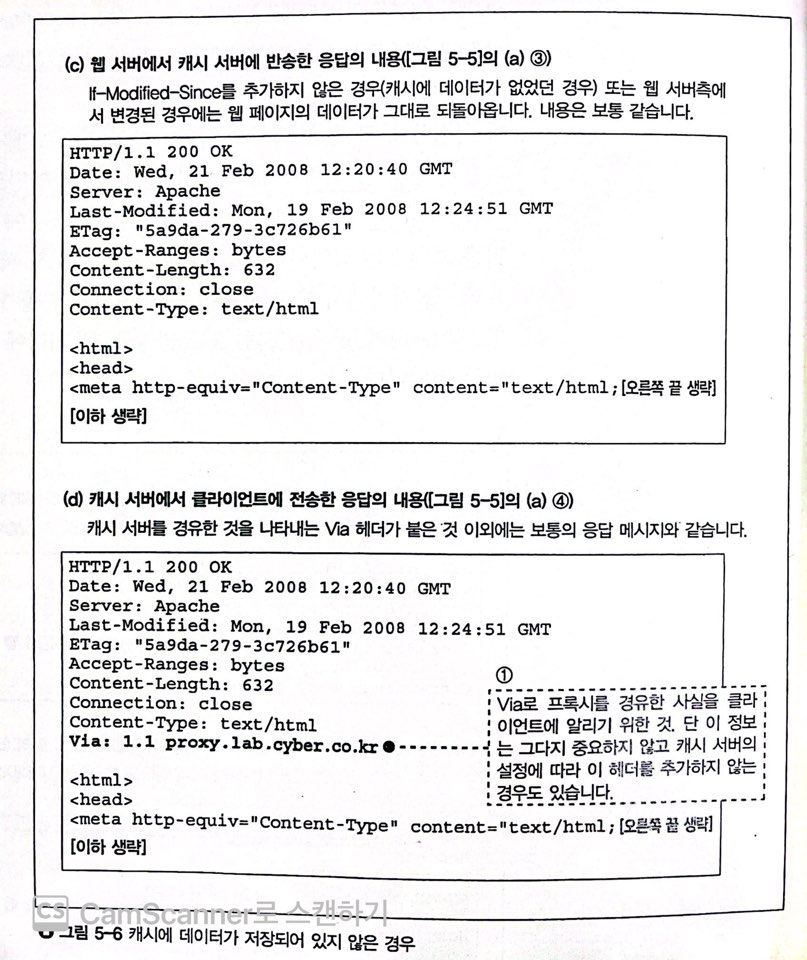 (c) 웹 서버에서 캐시 서버에 반송한 응답의 내용([그림 5-5]의 (a) ③)
If-Modified-Since를 추가하지 않은 경우(캐시에 데이터가 없었던 경우) 또는 웹 서버측에
서 변경된 경우에는 웹 페이지의 데이터가 그대로 되돌아옵니다. 내용은 보통 같습니다.
HTTP/1.1 200 OK
Date: Wed, 21 Feb 2008 12:20:40 GMT
Server: Apache
Last-Modified: Mon, 19 Feb 2008 12:24:51 GMT
ETag: "5a9da-279-3c726b61"
Accept-Ranges: bytes
Content-Length: 632
Connection: close
Content-Type: text/html
<html>
<head>
<meta http-equiv="Content-Type" content="text/html;[오른쪽 끝 생략]
[이하 생략]
(d) 캐시 서버에서 클라이언트에 전송한 응답의 내용([그림 5-5]의 (a) ④)
캐시 서버를 경유한 것을 나타내는 Via 헤더가 붙은 것 이외에는 보통의 응답 메시지와 같습니다.
HTTP/1.1 200 OK
Date: Wed, 21 Feb 2008 12:20:40 GMT
Server: Apache
Last-Modified: Mon, 19 Feb 2008 12:24:51 GMT
ETag: "5a9da-279-3c726b61"
Accept-Ranges: bytes
Content-Length: 632
Connection: close
Content-Type: text/html
Via: 1.1 proxy.lab.cyber.co.kr
①
Via로 프록시를 경유한 사실을 클라
이언트에 알리기 위한 것. 단 이 정보
는 그다지 중요하지 않고 캐시 서버의
설정에 따라 이 헤더를 추가하지 않는
경우도 있습니다.
<html>
<head>
<meta http-equiv="Content-Type" content="text/html;[오른쪽 끝 생략]
[이하 생략]
CS CamScanner로 스캔하기
그림 5-6 캐시에 데이터가 저장되어 있지 않은 경우